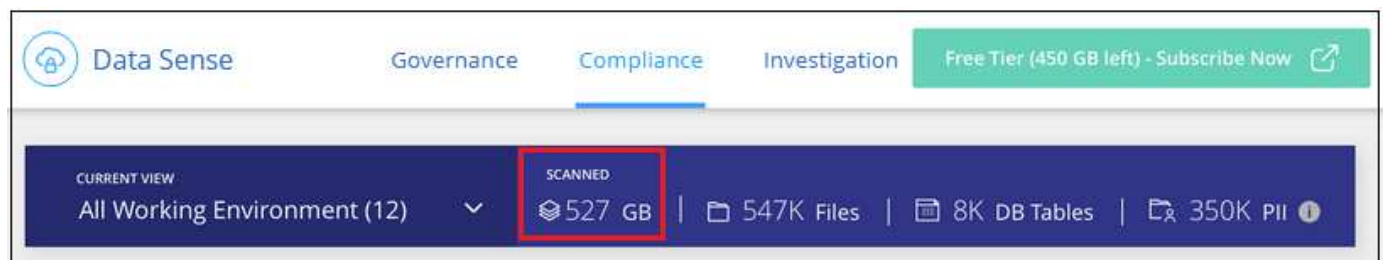 Data Sense Governance Compliance Investigation Free Tier (450 GB left) - Subscribe Now
CURRENT VIEW SCANNED
All Working Environment (12) 527 GB | 547K Files | 8K DB Tables | 350K PII